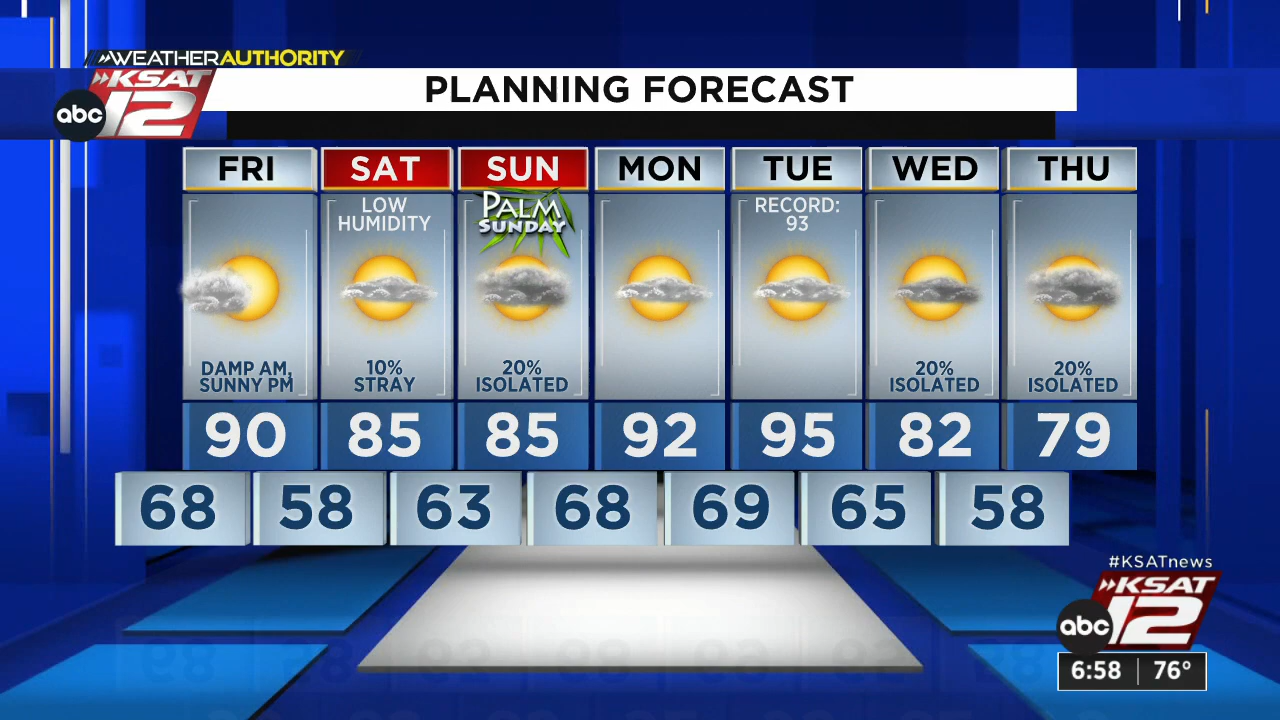 WEATHERAUTHORITY
KSAT
abc 12
PLANNING FORECAST
FRI SAT SUN MON TUE WED THU
LOW
HUMIDITY
PALM
SUNDAY
RECORD:
93
DAMP AM,
SUNNY PM
10%
STRAY
20%
ISOLATED
20%
ISOLATED
20%
ISOLATED
90 85 85 92 95 82 79
68 58 63 68 69 65 58
#KSATnews
KSAT
abc 12
6:58 76°